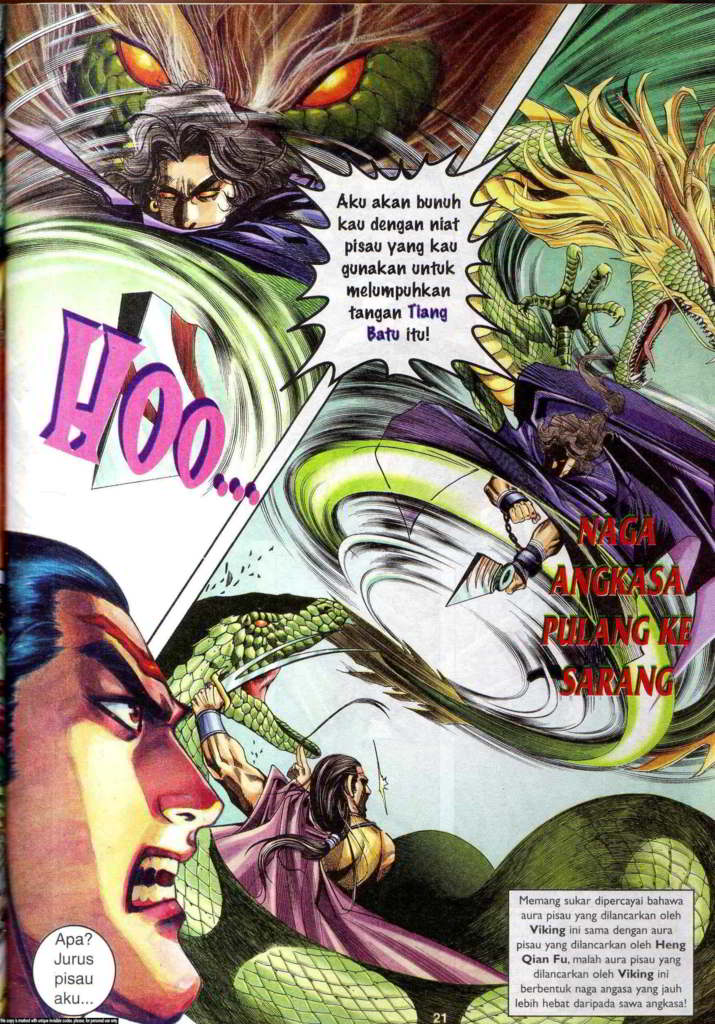 Aku akan bunuh
kau dengan niat
pisau yang kau
gunakan untuk
melumpuhkan
tangan Tiang
Batu itu!
HOO...
NAGA
ANGKASA
PULANG KE
SARANG
Apa?
Jurus
pisau
aku...
Memang sukar dipercayai bahawa
aura pisau yang dilancarkan oleh
Viking ini sama dengan aura
pisau yang dilancarkan oleh Heng
Qian Fu, malah aura pisau yang
dilancarkan oleh Viking ini
berbentuk naga angasa yang jauh
lebih hebat daripada sawa angkasa!
21